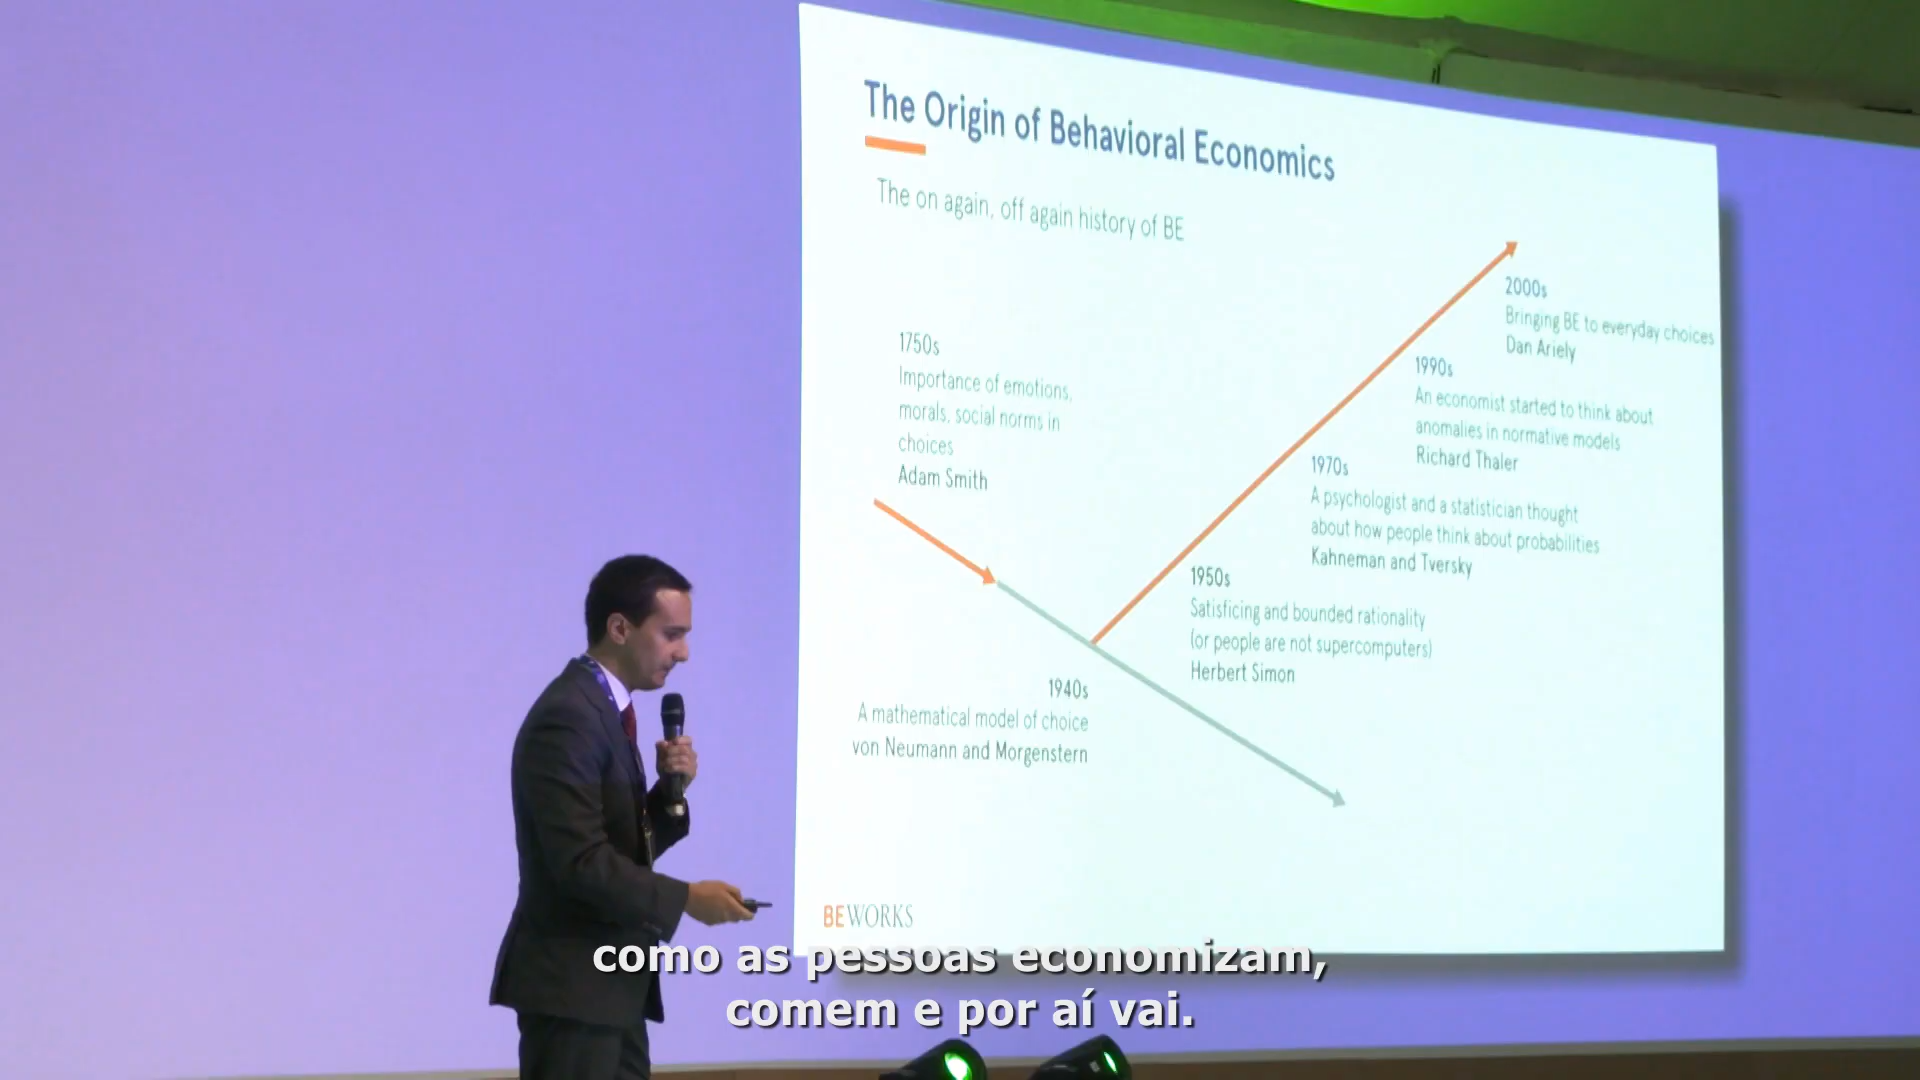 The Origin of Behavioral Economics
The on again, off again history of BE
1750s
Importance of emotions,
morals, social norms in
choices
Adam Smith
1940s
A mathematical model of choice
von Neumann and Morgenstern
1950s
Satisficing and bounded rationality
(or people are not supercomputers)
Herbert Simon
1970s
A psychologist and a statistician thought
about how people think about probabilities
Kahneman and Tversky
1990s
An economist started to think about
anomalies in normative models
Richard Thaler
2000s
Bringing BE to everyday choices
Dan Ariely
BEWORKS
como as pessoas economizam,
comem e por aí vai.